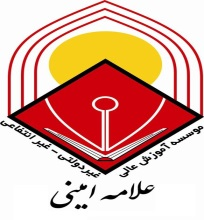 موسسه آموزش عالی
غیردولتی - غیر انتفاعی
علامه امینی